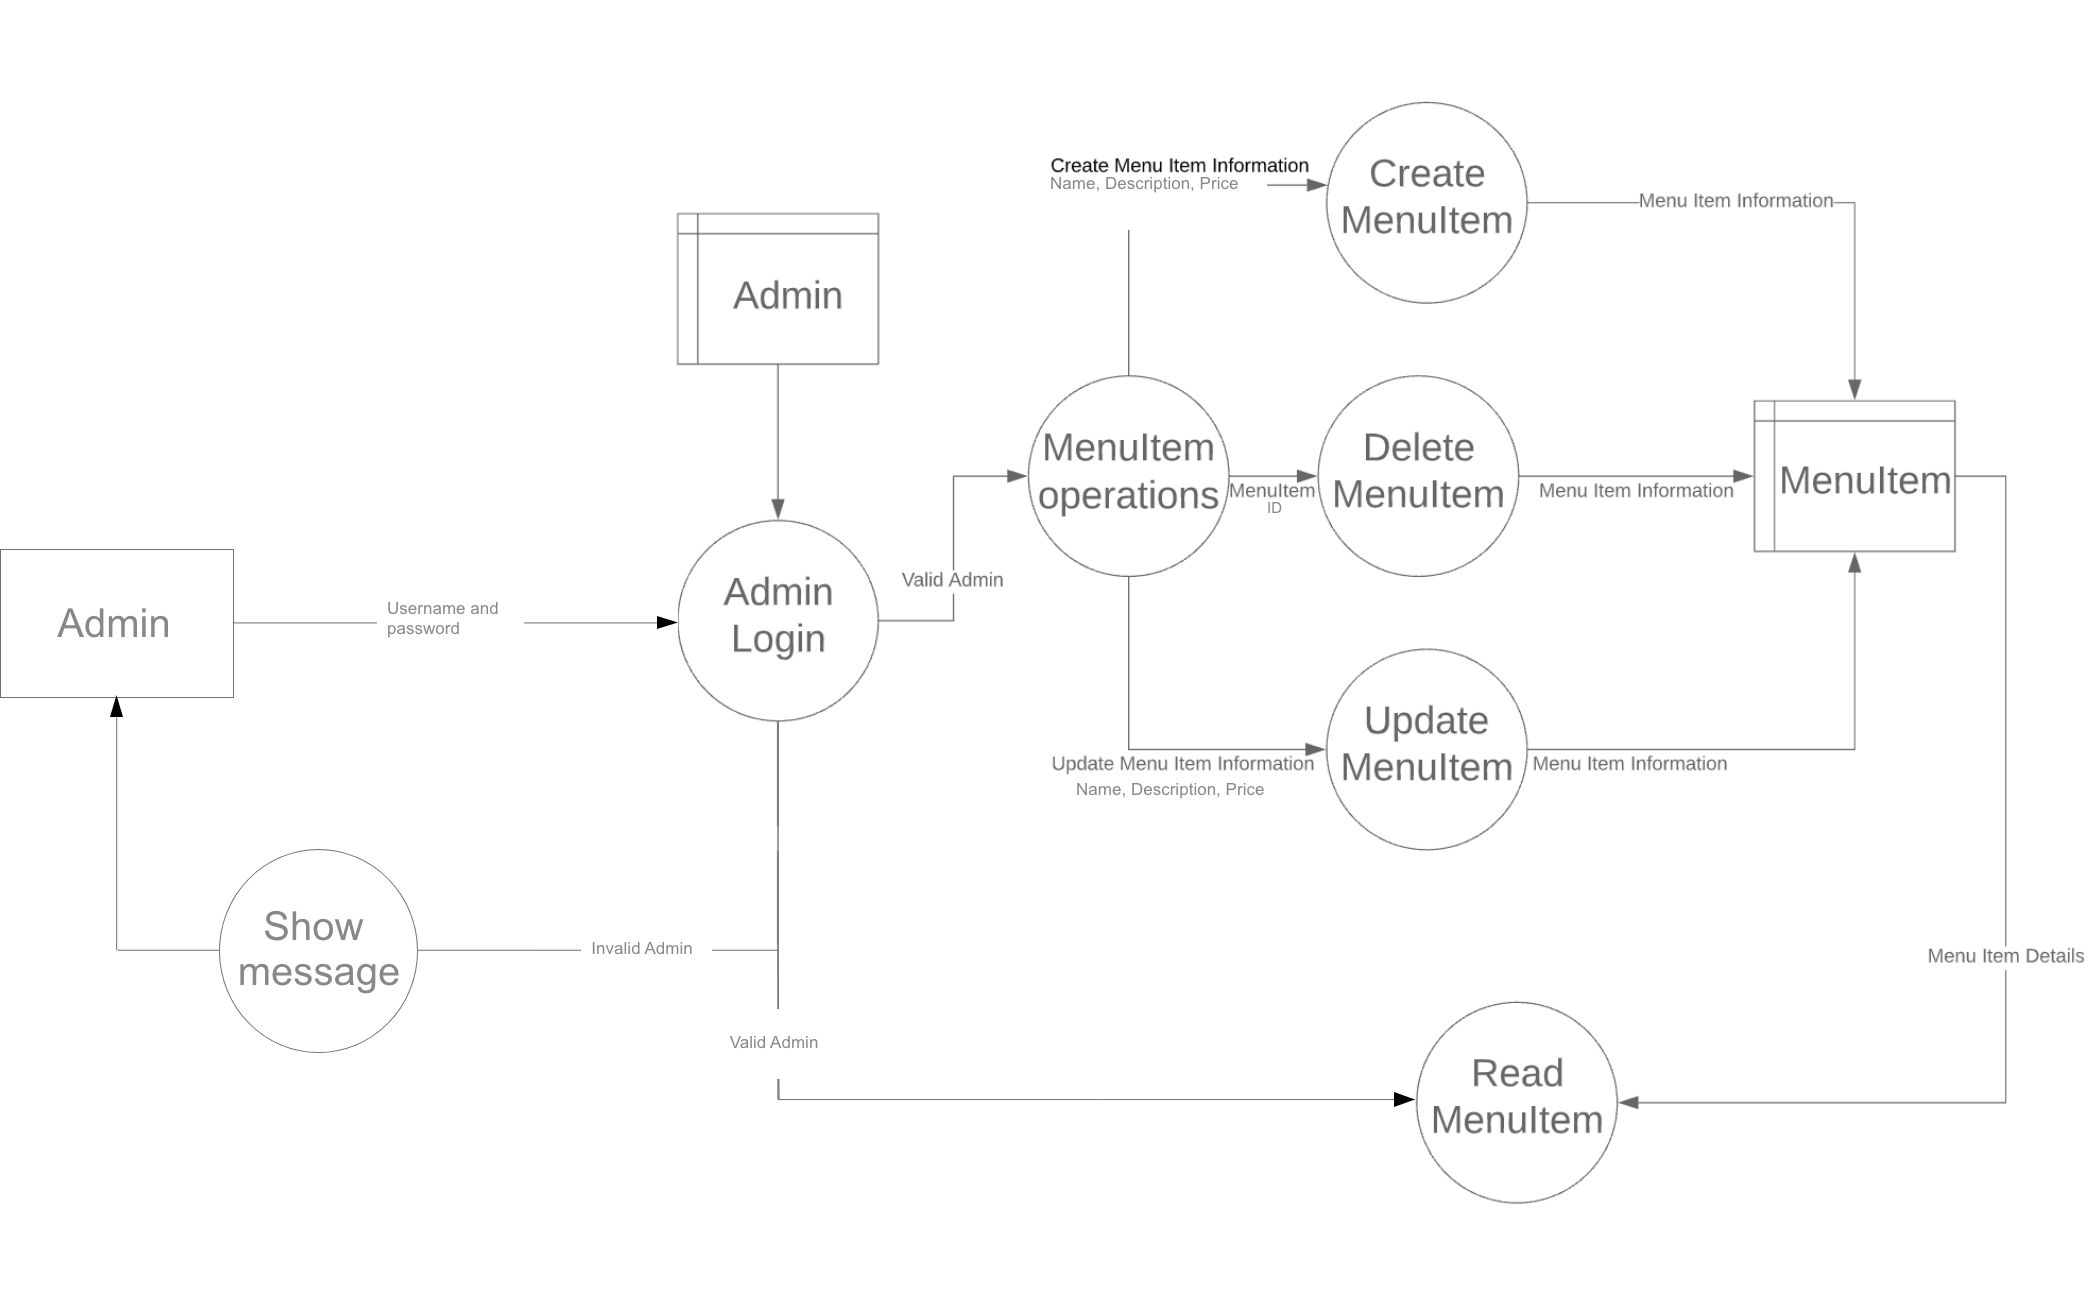 Create Menu Item Information
Name, Description, Price
Create
MenuItem
Menu Item Information
Admin
MenuItem
operations
MenuItem
ID
Delete
MenuItem
Menu Item Information
MenuItem
Admin
Username and
password
Admin
Login
Valid Admin
Update Menu Item Information
Name, Description, Price
Update
MenuItem
Menu Item Information
Show
message
Invalid Admin
Menu Item Details
Valid Admin
Read
MenuItem